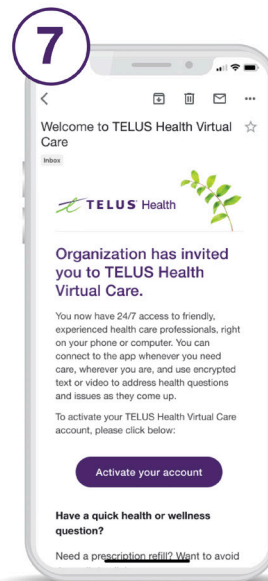 7
Welcome to TELUS Health Virtual
Care
Inbox
TELUS Health
Organization has invited
you to TELUS Health
Virtual Care.
You now have 24/7 access to friendly,
experienced health care professionals, right
on your phone or computer. You can
connect to the app whenever you need
care, wherever you are, and use encrypted
text or video to address health questions
and issues as they come up.
To activate your TELUS Health Virtual Care
account, please click below:
Activate your account
Have a quick health or wellness
question?
Need a prescription refill? Want to avoid